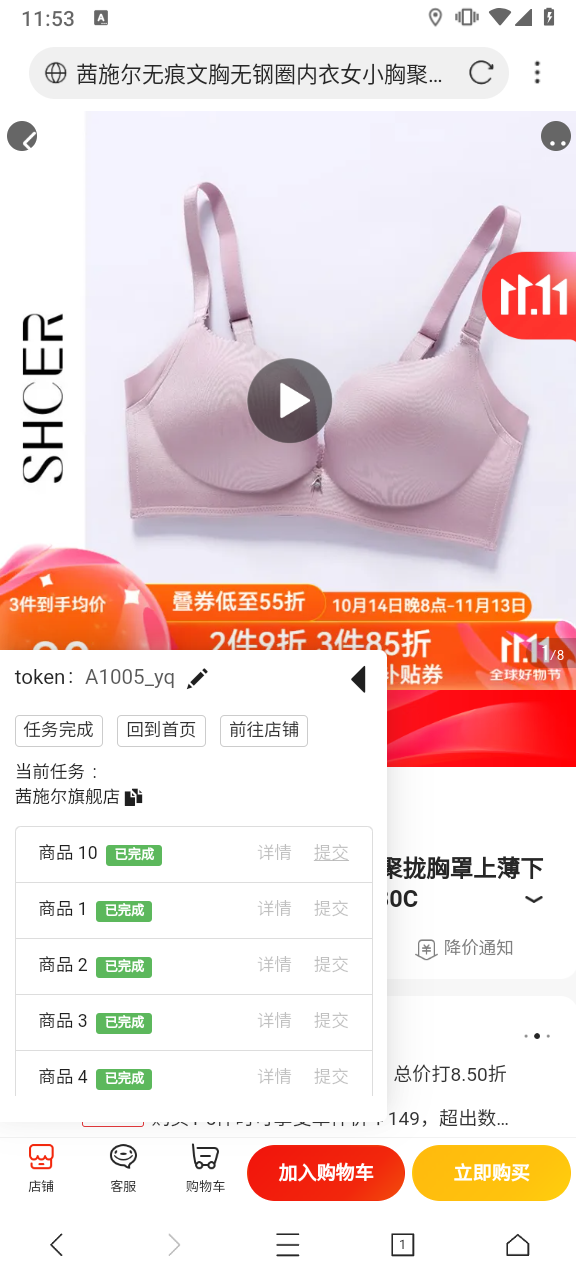 11:53
A
茜施尔无痕文胸无钢圈内衣女小胸聚...
SHCER
11.11
3件到手均价
叠券低至55折
10月14日晚8点-11月13日
2件9折 3件85折
补贴券
11.11
1/8
全球好物节
token: A1005_yq
任务完成
回到首页
前往店铺
当前任务：
茜施尔旗舰店
商品 10 已完成 详情 提交
商品 1 已完成 详情 提交
商品 2 已完成 详情 提交
商品 3 已完成 详情 提交
商品 4 已完成 详情 提交
聚拢胸罩上薄下
80C
降价通知
总价打8.50折
149，超出数...
店铺
客服
购物车
加入购物车
立即购买
1